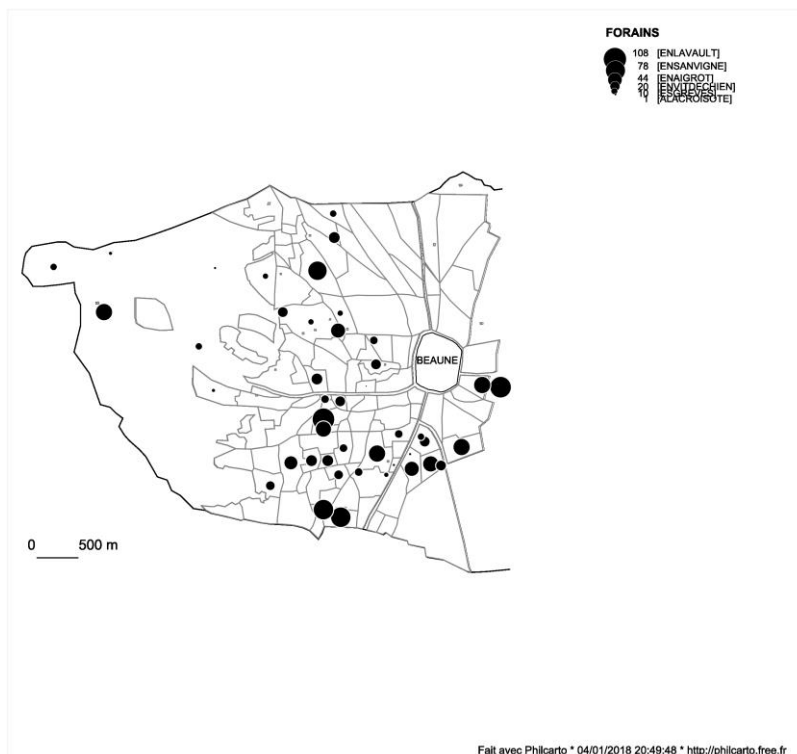 FORAINS
108 [ENLAVAULT]
78 [ENSANVIGNE]
44 [ENAIGROT]
20 [ENVITDECHIEN]
10 [ESGREVES]
1 [ALACROISOTE]
BEAUNE
0 500 m
Fait avec Philcarto * 04/01/2018 20:49:48 * http://philcarto.free.fr